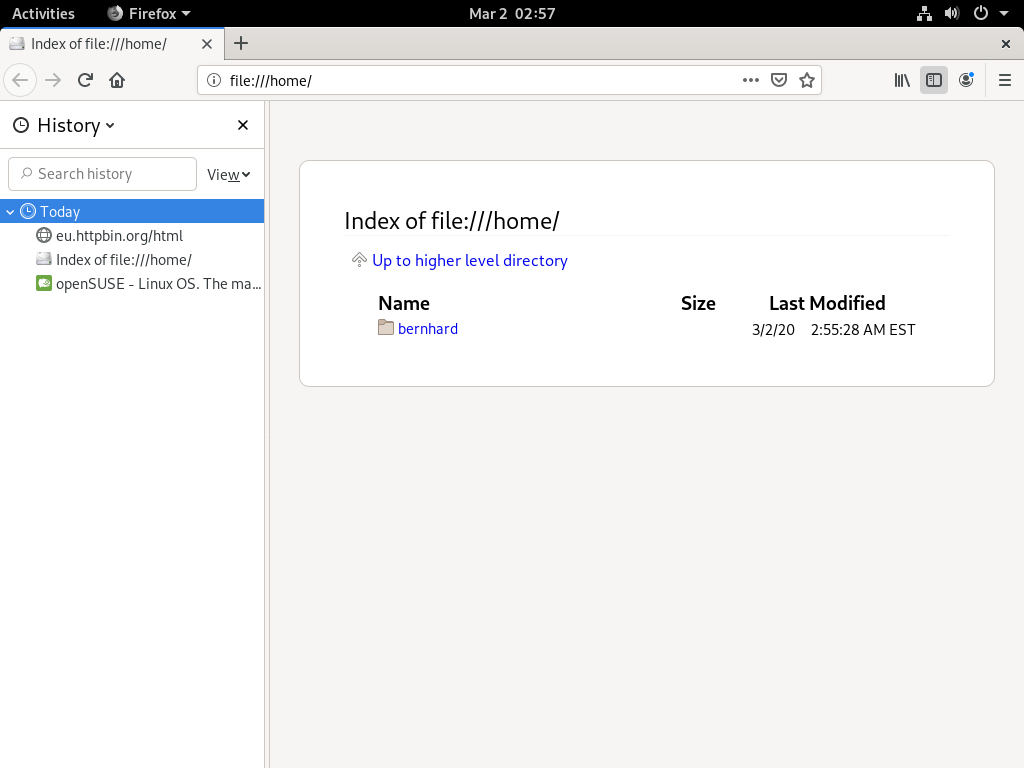 Activities Firefox Mar 2 02:57
Index of file:///home/
file:///home/
History
Search history View
Today
eu.httpbin.org/html
Index of file:///home/
openSUSE - Linux OS. The ma...
Index of file:///home/
Up to higher level directory
Name Size Last Modified
bernhard 3/2/20 2:55:28 AM EST